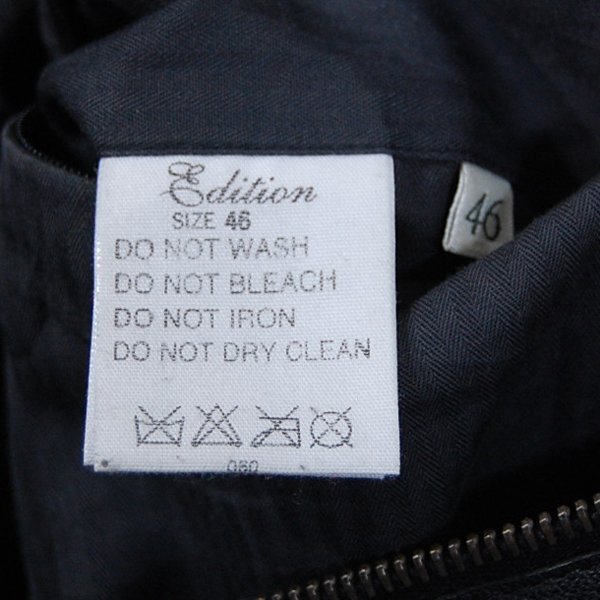 Edition
SIZE 46
DO NOT WASH
DO NOT BLEACH
DO NOT IRON
DO NOT DRY CLEAN
46